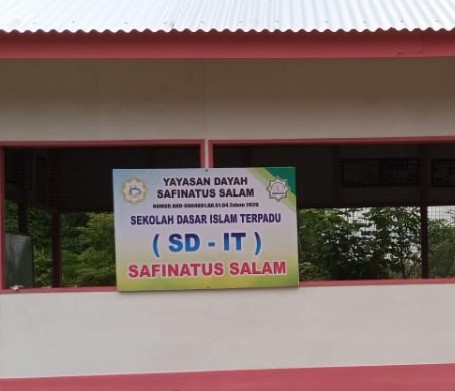 YAYASAN DAYAH
SAFINATUS SALAM
SEKOLAH DASAR ISLAM TERPADU
( SD - IT )
SAFINATUS SALAM